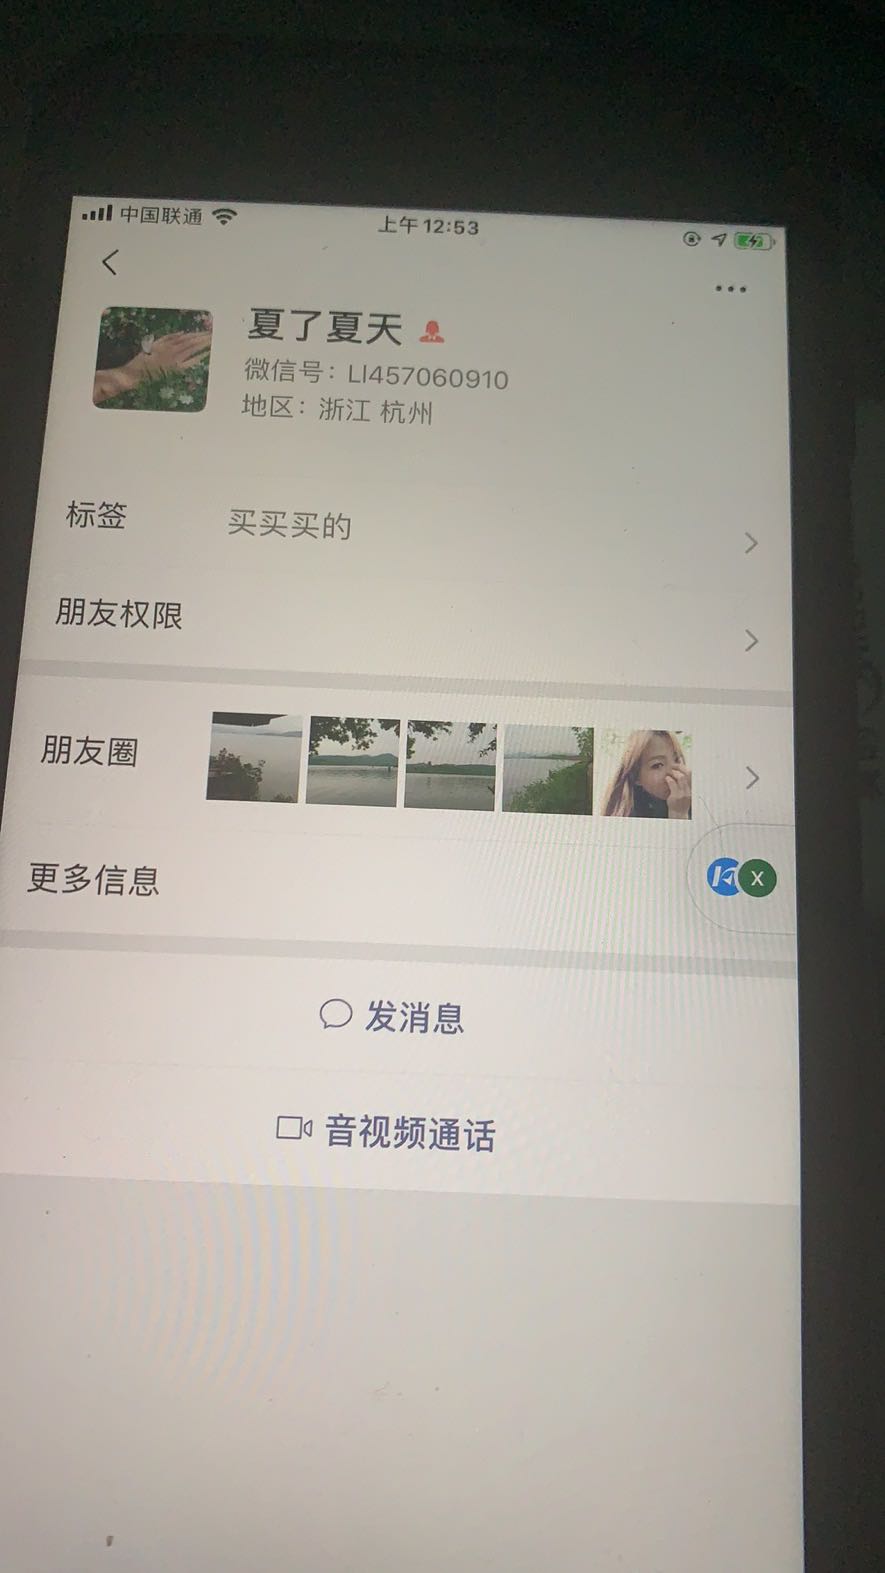 中国联通
上午12:53
夏了夏天
微信号：LI457060910
地区：浙江 杭州
标签 买买买的
朋友权限
朋友圈
更多信息
X
发消息
音视频通话